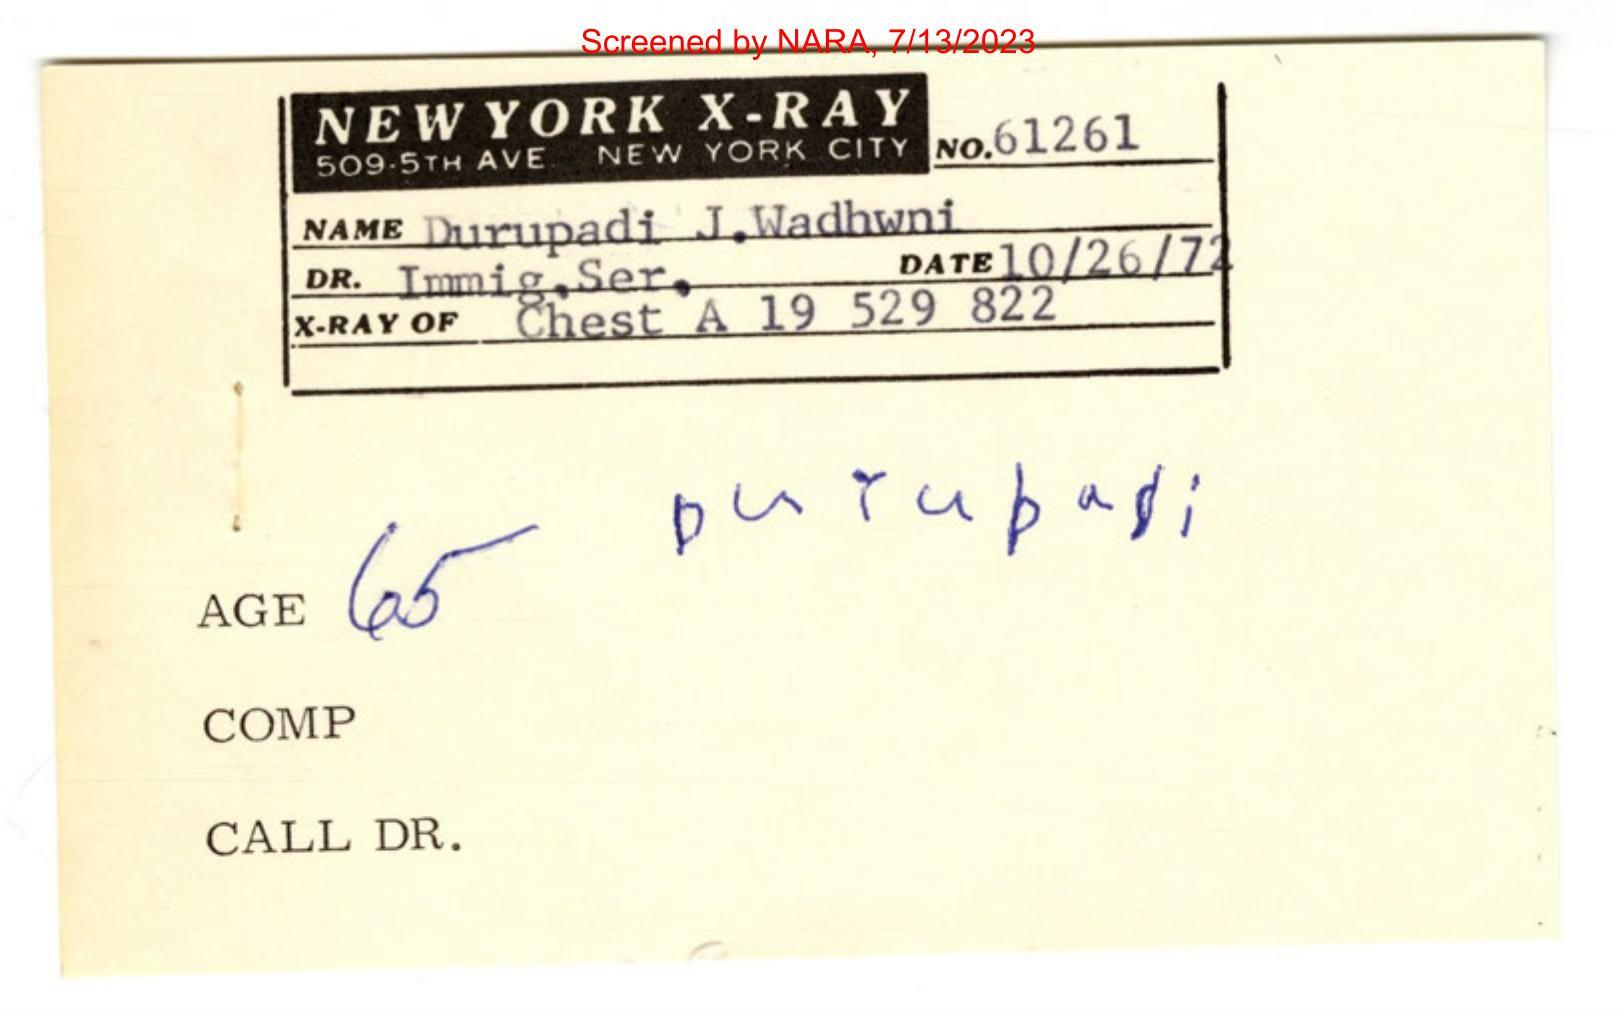 Screened by NARA, 7/13/2023
NEW YORK X-RAY
509-5TH AVE. NEW YORK CITY NO.61261
NAME Durupadi J.Wadhwni
DR. Immig.Ser. DATE 10/26/72
X-RAY OF Chest A 19 529 822
Durupadi
AGE 65
COMP
CALL DR.